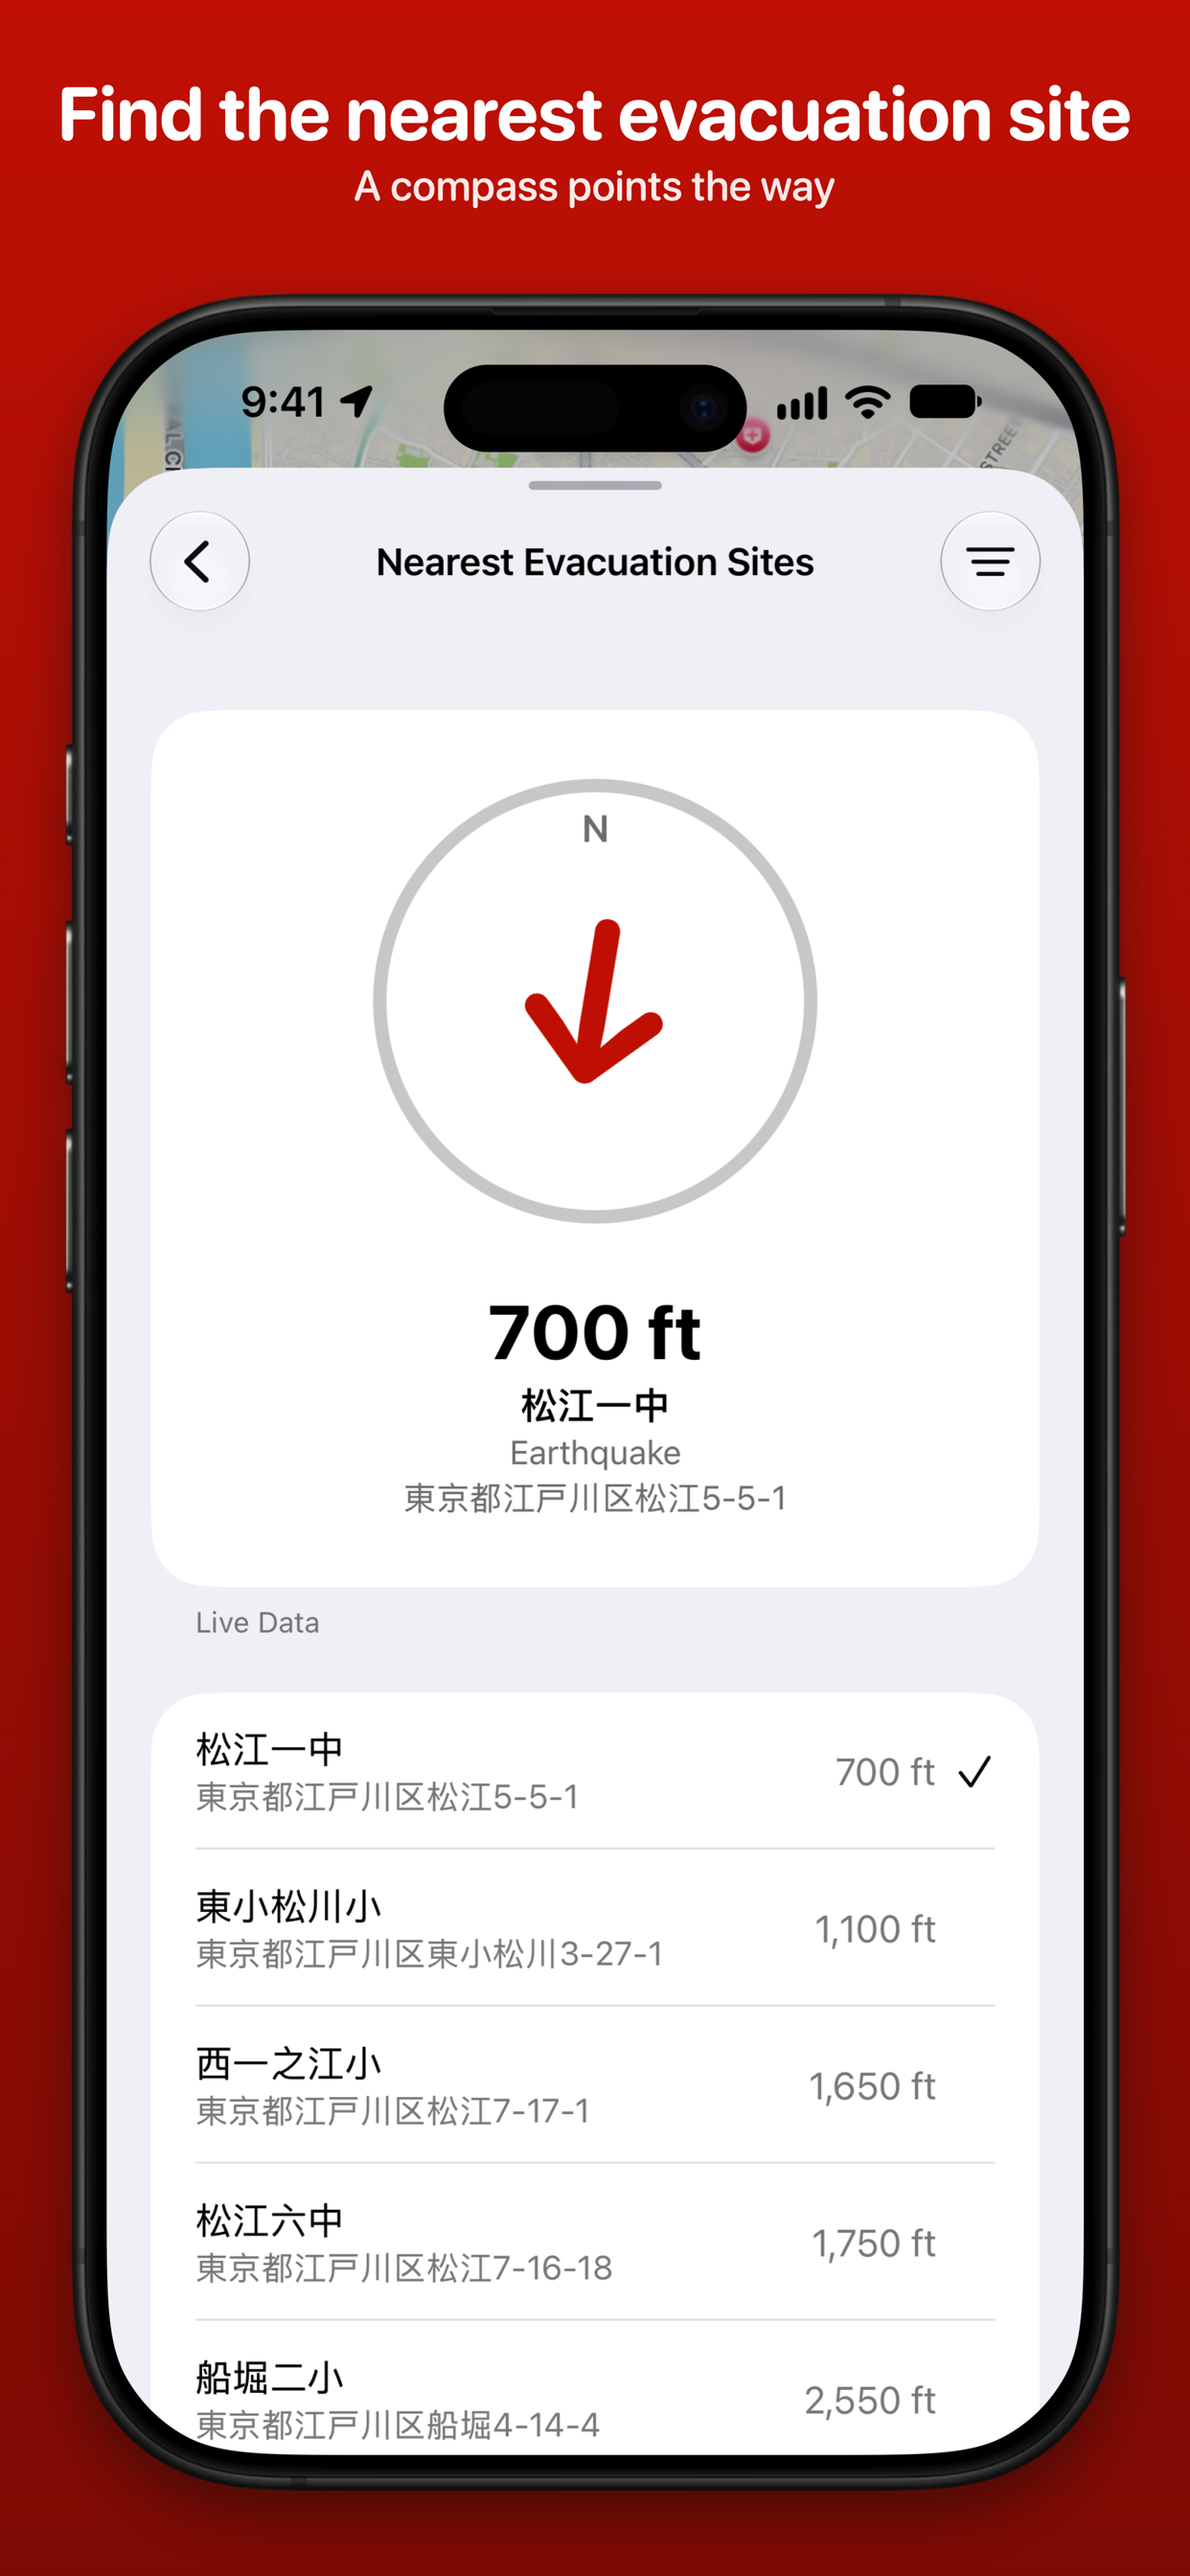 Find the nearest evacuation site
A compass points the way
9:41
STREE
Nearest Evacuation Sites
N
700 ft
松江一中
Earthquake
東京都江戸川区松江5-5-1
Live Data
松江一中
東京都江戸川区松江5-5-1
700 ft
東小松川小
東京都江戸川区東小松川3-27-1
1,100 ft
西一之江小
東京都江戸川区松江7-17-1
1,650 ft
松江六中
東京都江戸川区松江7-16-18
1,750 ft
船堀二小
東京都江戸川区船堀4-14-4
2,550 ft